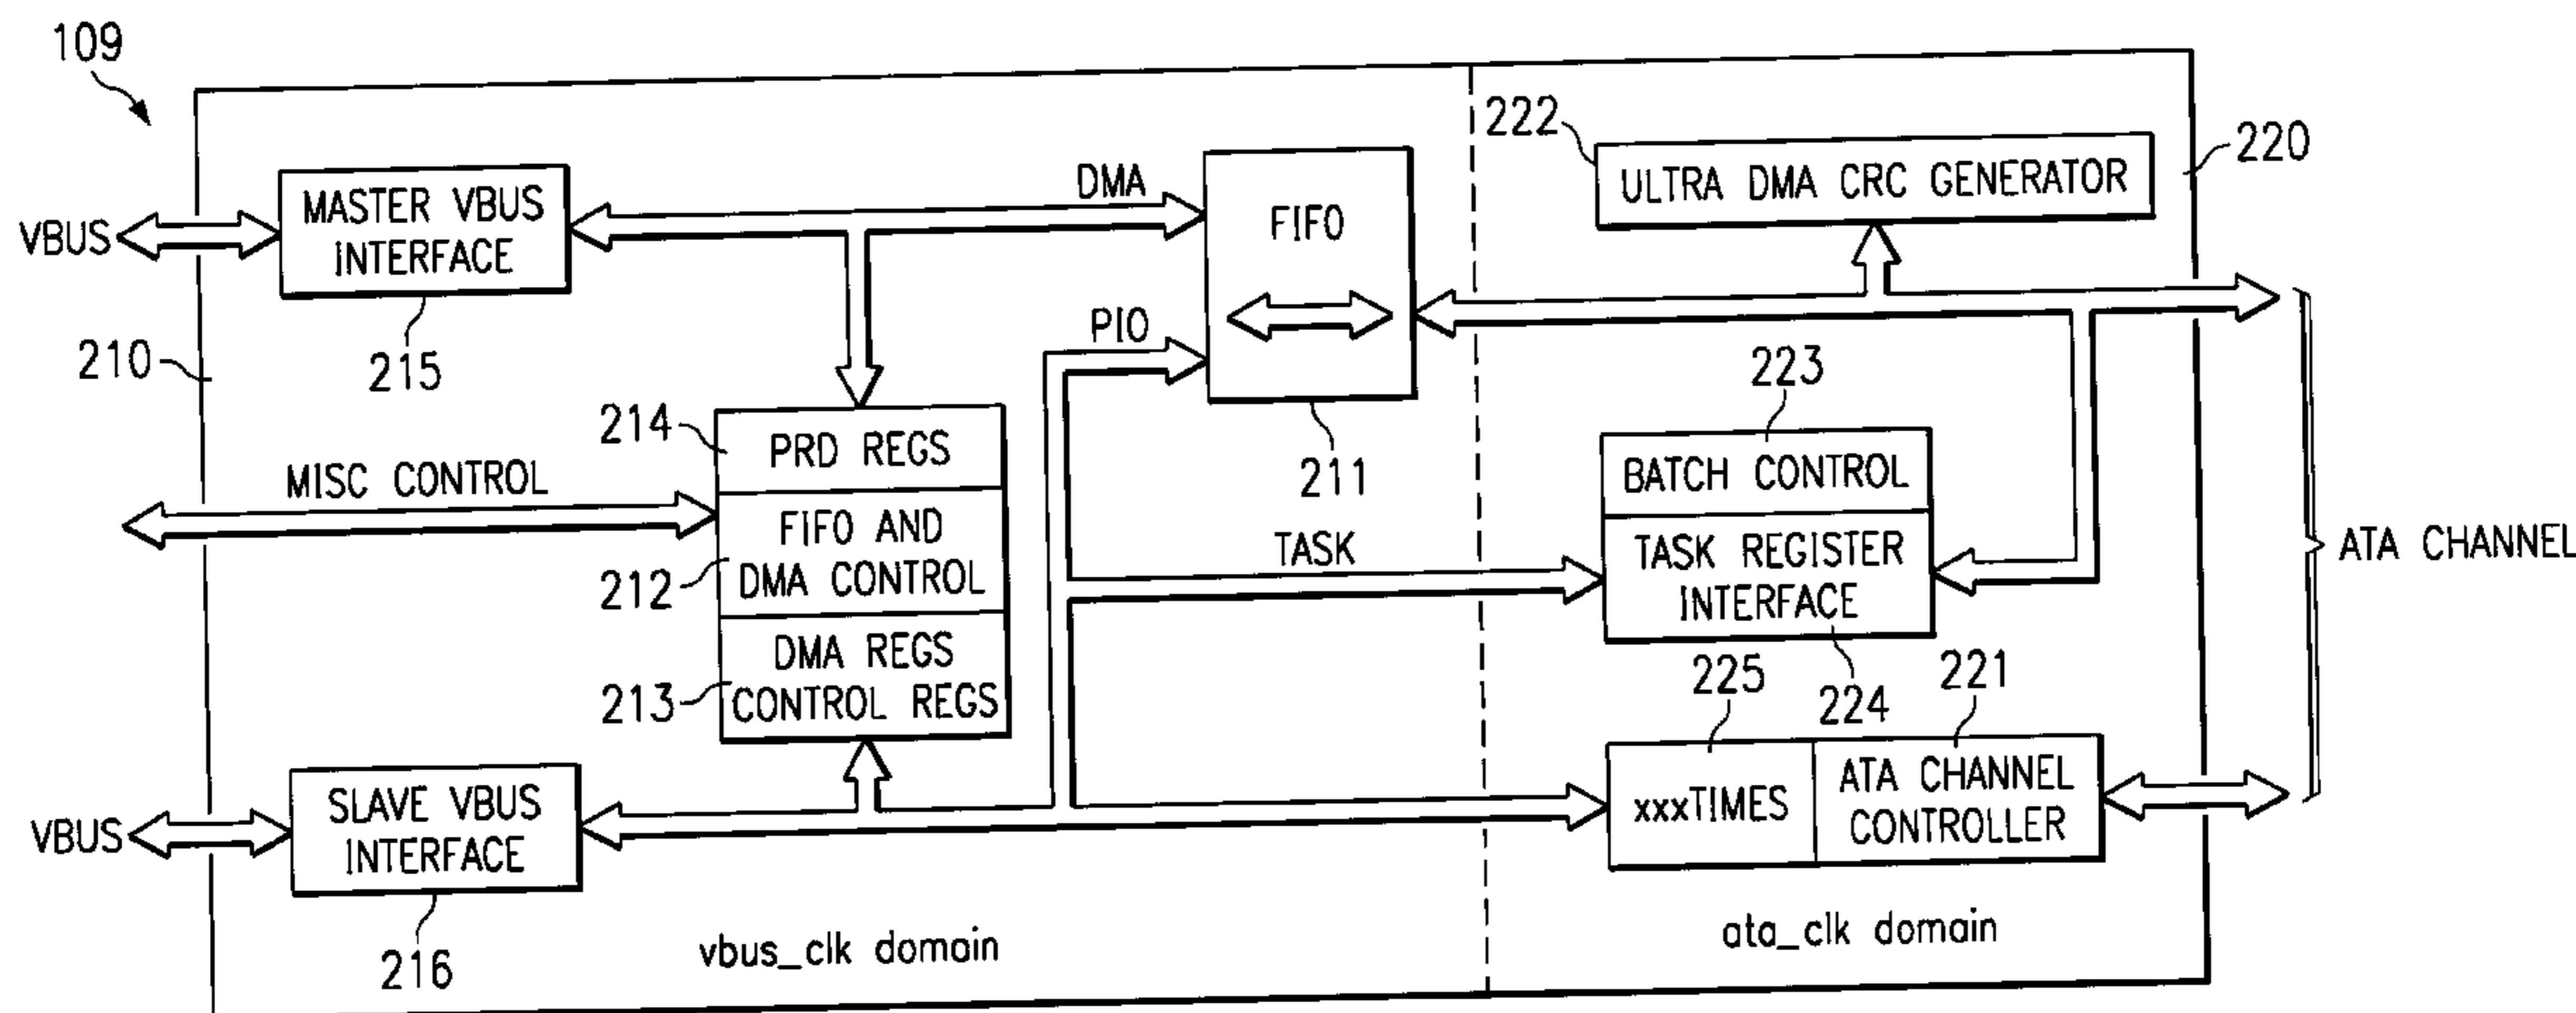 109
222
220
ULTRA DMA CRC GENERATOR
DMA
MASTER VBUS
INTERFACE
VBUS
FIFO
215
210
PIO
223
214
PRD REGS
211
BATCH CONTROL
MISC CONTROL
FIFO AND
DMA CONTROL
212
TASK
TASK REGISTER
INTERFACE
ATA CHANNEL
DMA REGS
CONTROL REGS
213
225
224
221
SLAVE VBUS
INTERFACE
VBUS
xxxTIMES
ATA CHANNEL
CONTROLLER
216
vbus_clk domain
ata_clk domain